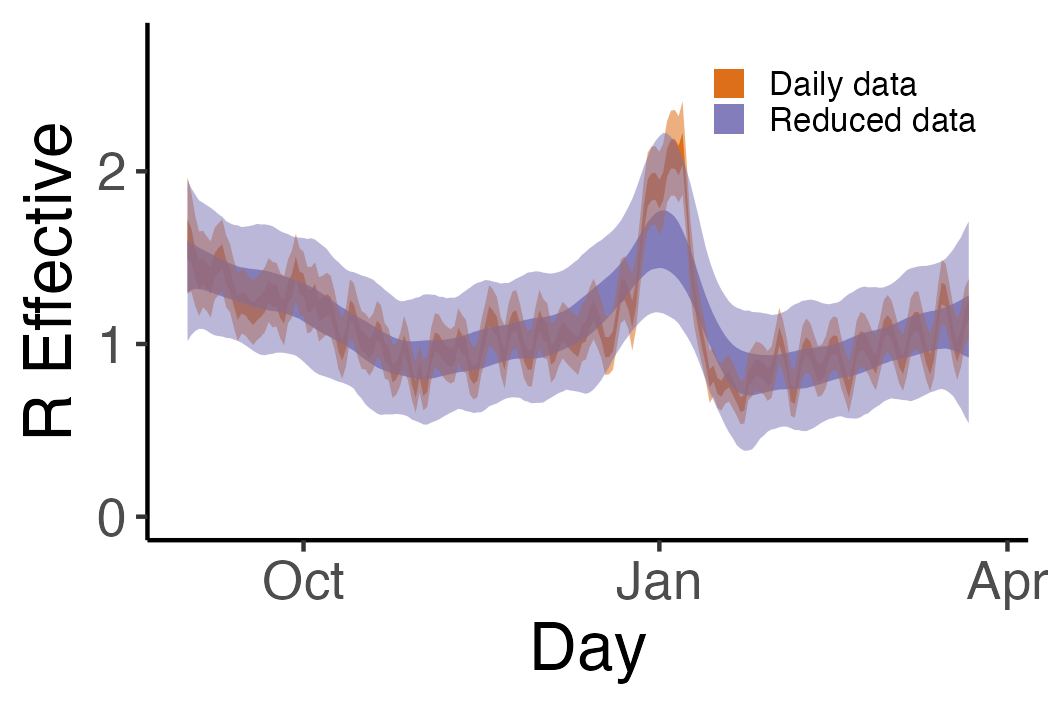 Daily data
Reduced data
R Effective
2
1
0
Oct Jan Apr
Day